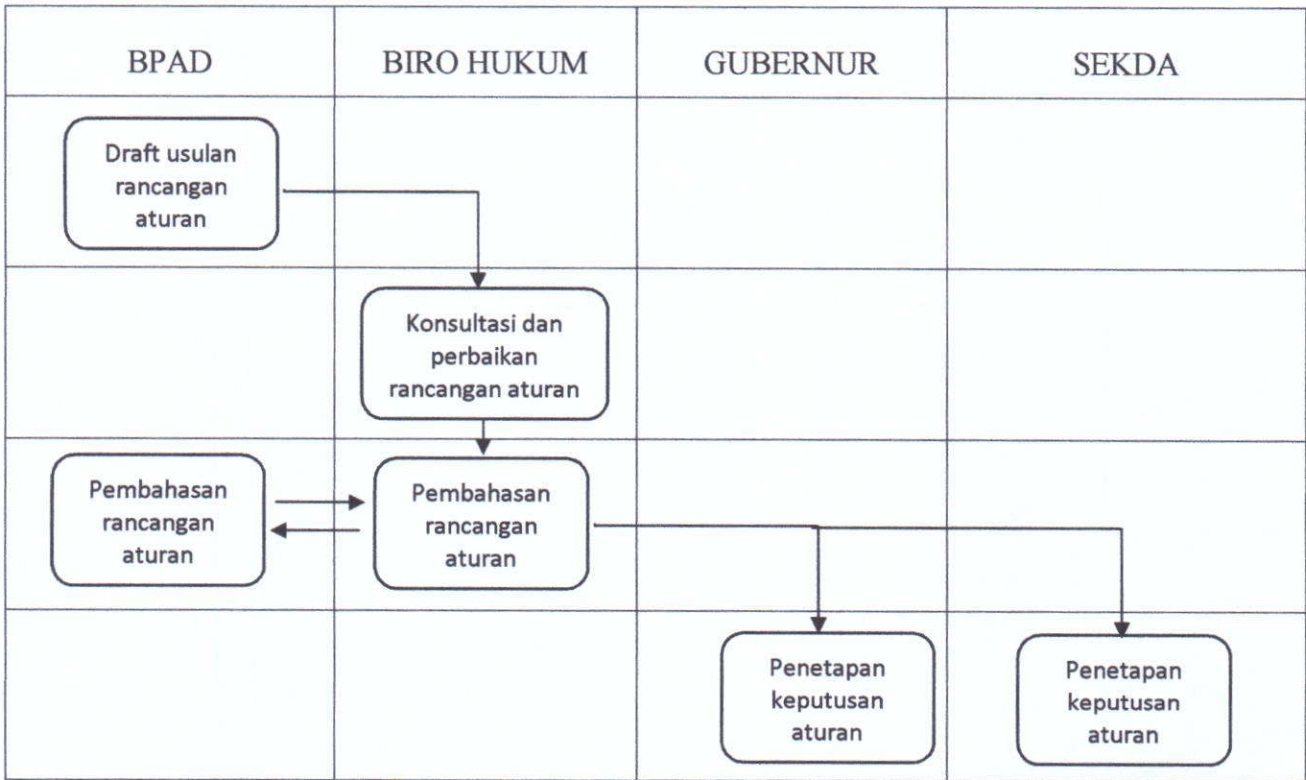 BPAD
BIRO HUKUM
GUBERNUR
SEKDA
Draft usulan
rancangan
aturan
Konsultasi dan
perbaikan
rancangan aturan
Pembahasan
rancangan
aturan
Pembahasan
rancangan
aturan
Penetapan
keputusan
aturan
Penetapan
keputusan
aturan